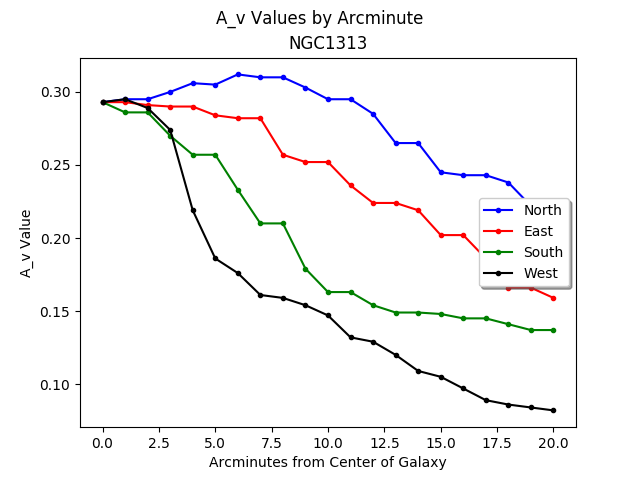 A_v Values by Arcminute
NGC1313
A_v Value
0.30
0.25
0.20
0.15
0.10
North
East
South
West
0.0 2.5 5.0 7.5 10.0 12.5 15.0 17.5 20.0
Arcminutes from Center of Galaxy